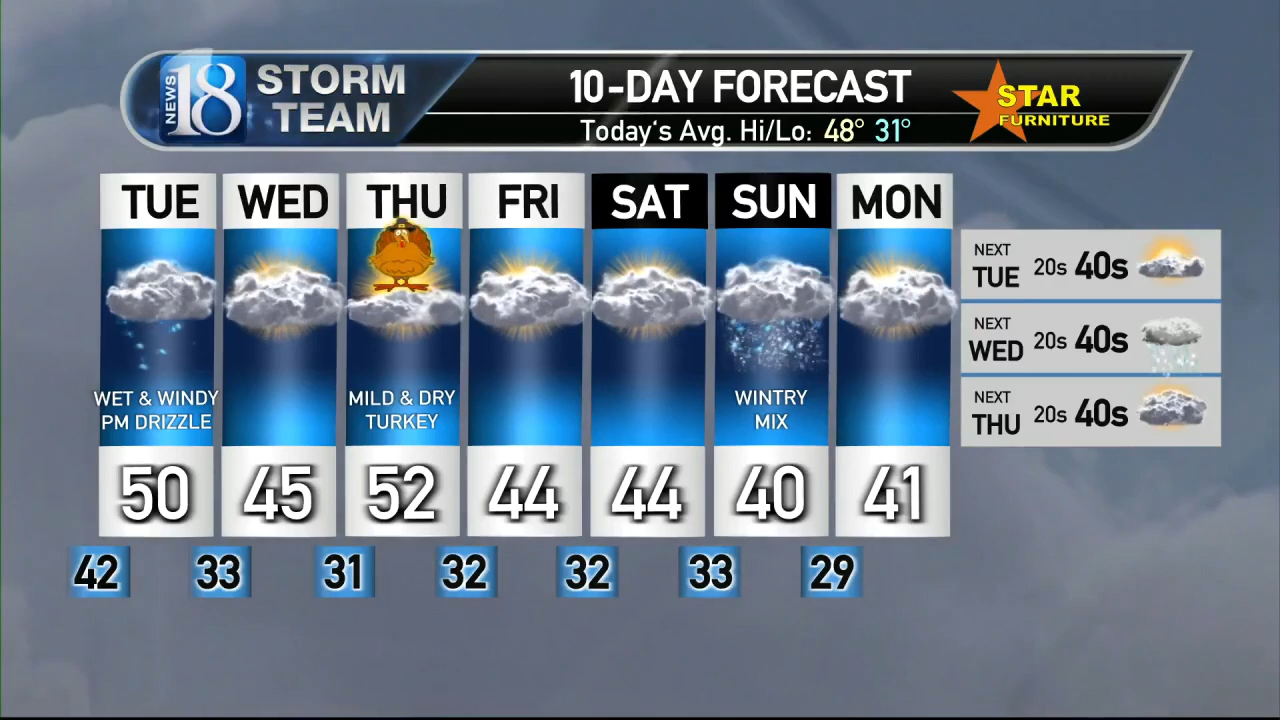 NEWS
18
STORM
TEAM
10-DAY FORECAST
Today's Avg. Hi/Lo: 48° 31°
STAR
FURNITURE
TUE WED THU FRI SAT SUN MON
WET & WINDY
PM DRIZZLE
MILD & DRY
TURKEY
WINTRY
MIX
50 45 52 44 44 40 41
42 33 31 32 32 33 29
NEXT
TUE 20s 40s
NEXT
WED 20s 40s
NEXT
THU 20s 40s